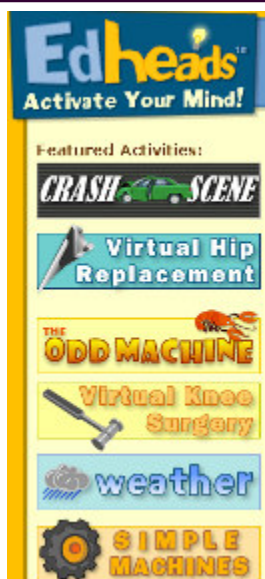 Edheads™
Activate Your Mind!
Featured Activities:
CRASH SCENE
Virtual Hip
Replacement
THE
ODD MACHINE
Virtual Knee
Surgery
weather
SIMPLE
MACHINES